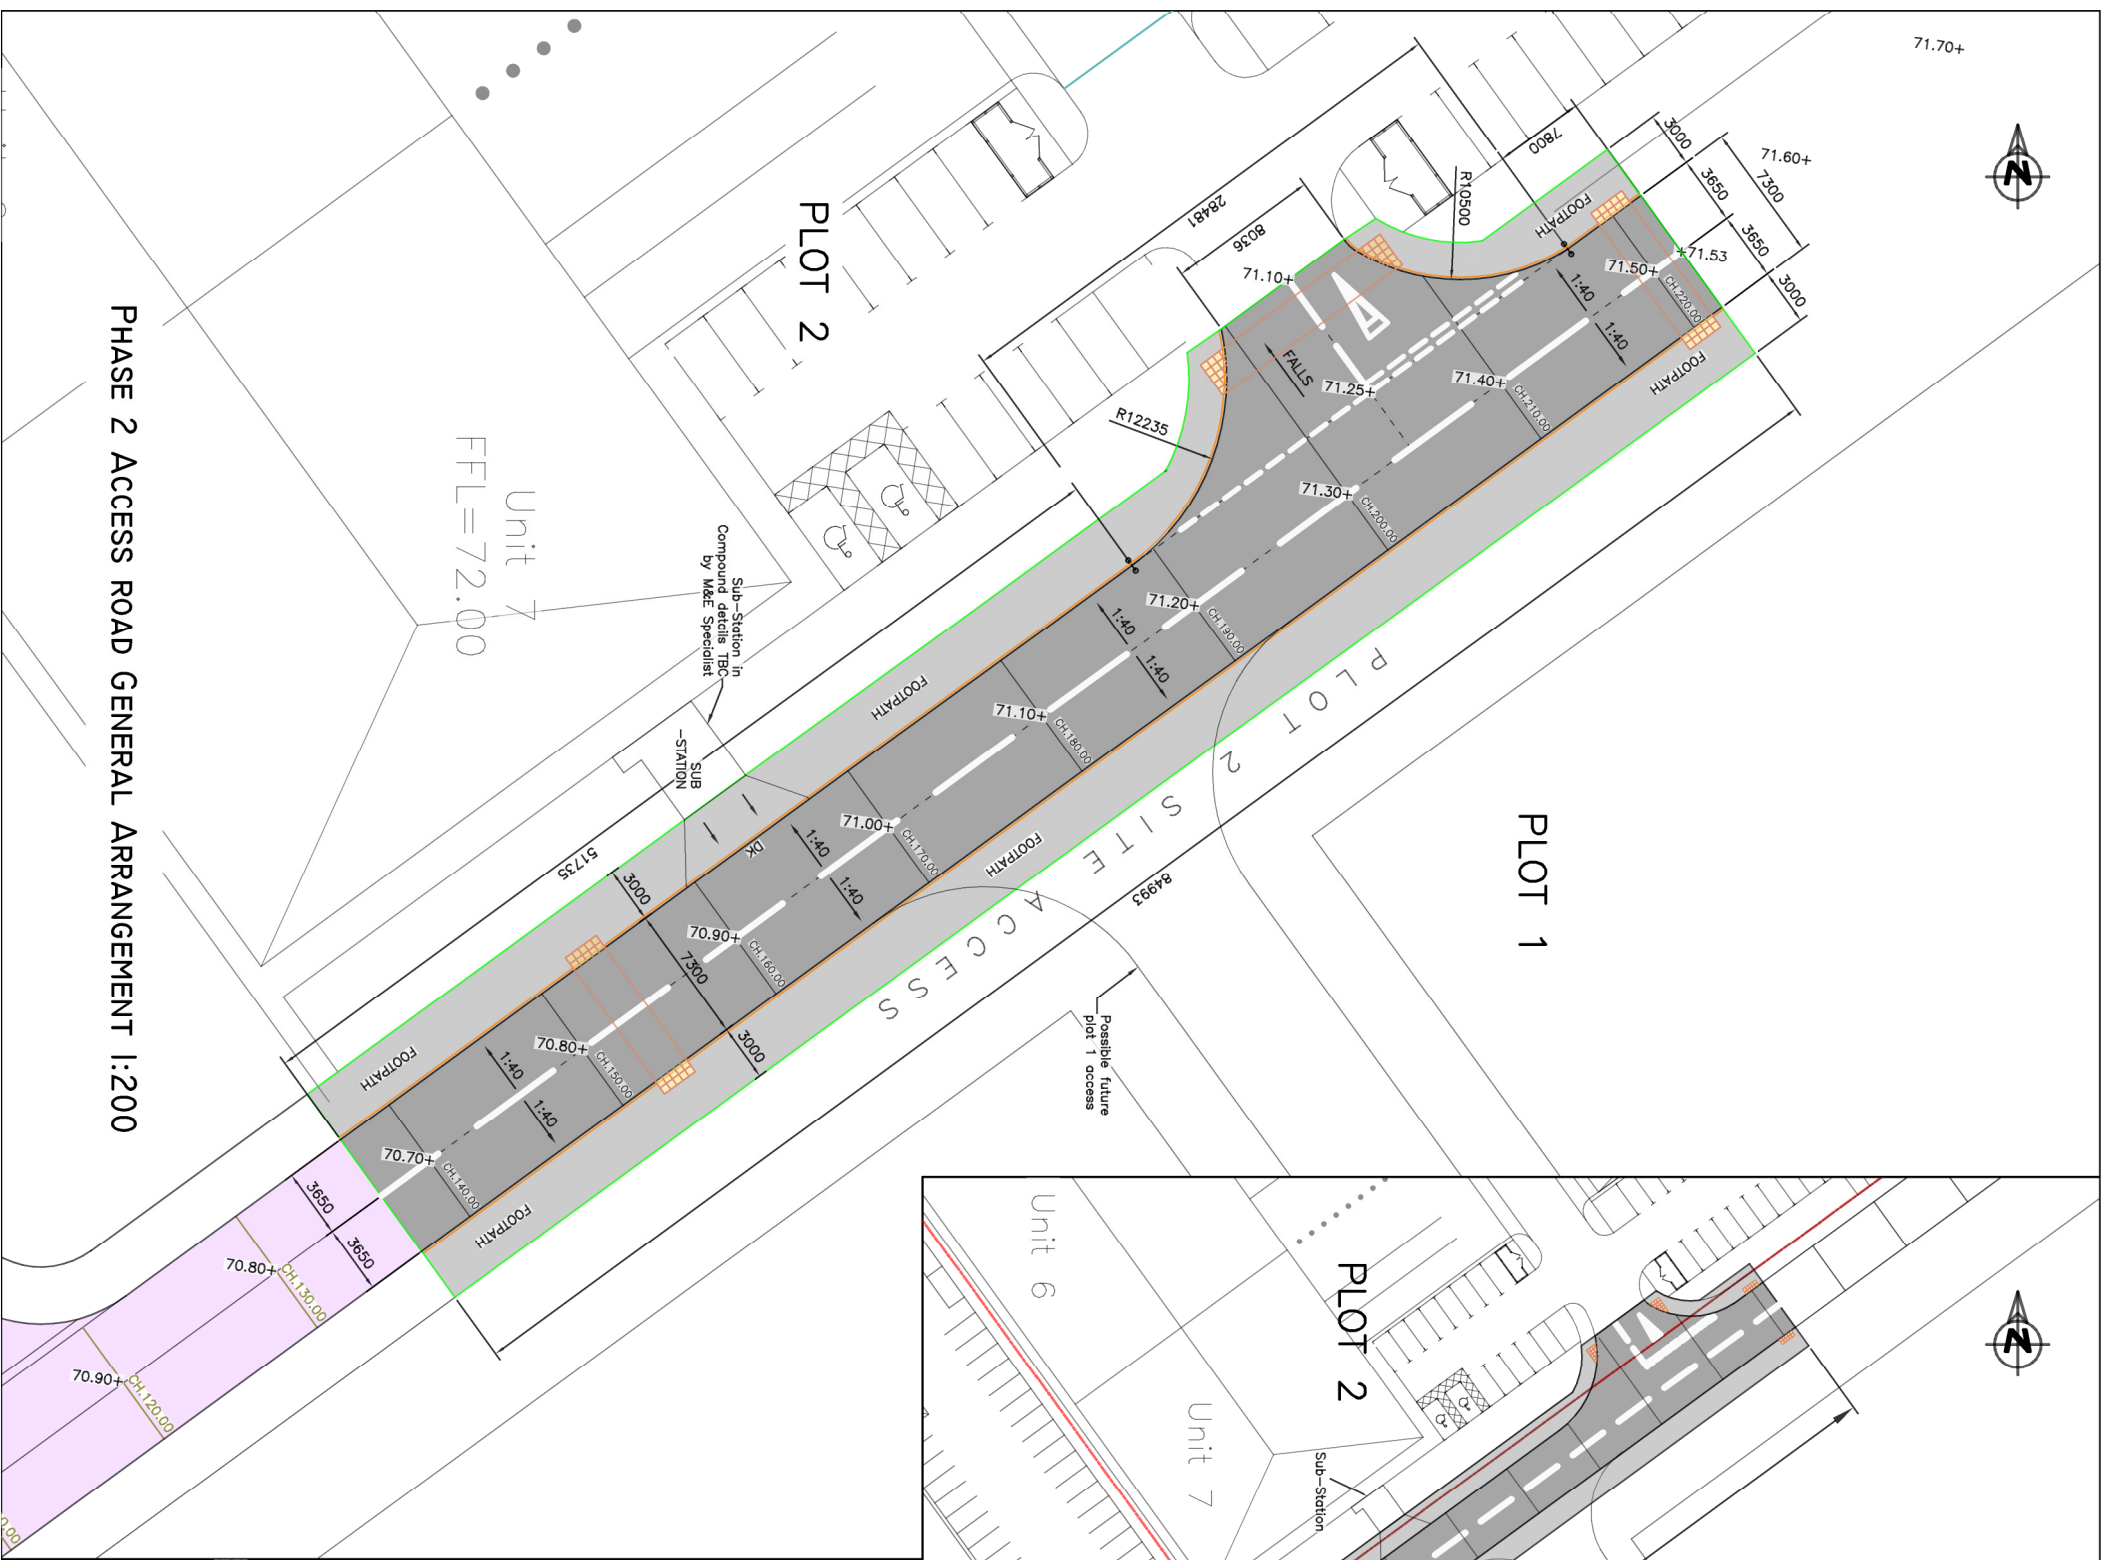 71.70+
N
71.60+
3000
3650
7300
3650
3000
7800
28481
8036
R10500
R12235
FOOTPATH
71.53
71.50+
CH.220.00
1:40
1:40
FOOTPATH
71.10+
FALLS
71.25+
71.40+
CH.210.00
71.30+
CH.200.00
71.20+
CH.190.00
1:40
1:40
71.10+
CH.180.00
FOOTPATH
71.00+
CH.170.00
1:40
1:40
DK
FOOTPATH
70.90+
CH.160.00
3000
7300
3000
70.80+
CH.150.00
1:40
1:40
FOOTPATH
70.70+
CH.140.00
FOOTPATH
3650
3650
70.80+
CH.130.00
70.90+
CH.120.00
0.00
51735
84993
PLOT 2
PLOT 1
PLOT 2 SITE ACCESS
Unit 7
FFL=72.00
Sub-Station in
Compound details TBC
by M&E Specialist
SUB
-STATION
Possible future
plot 1 access
PHASE 2 ACCESS ROAD GENERAL ARRANGEMENT 1:200
Unit 6
PLOT 2
Unit 7
Sub-Station
N